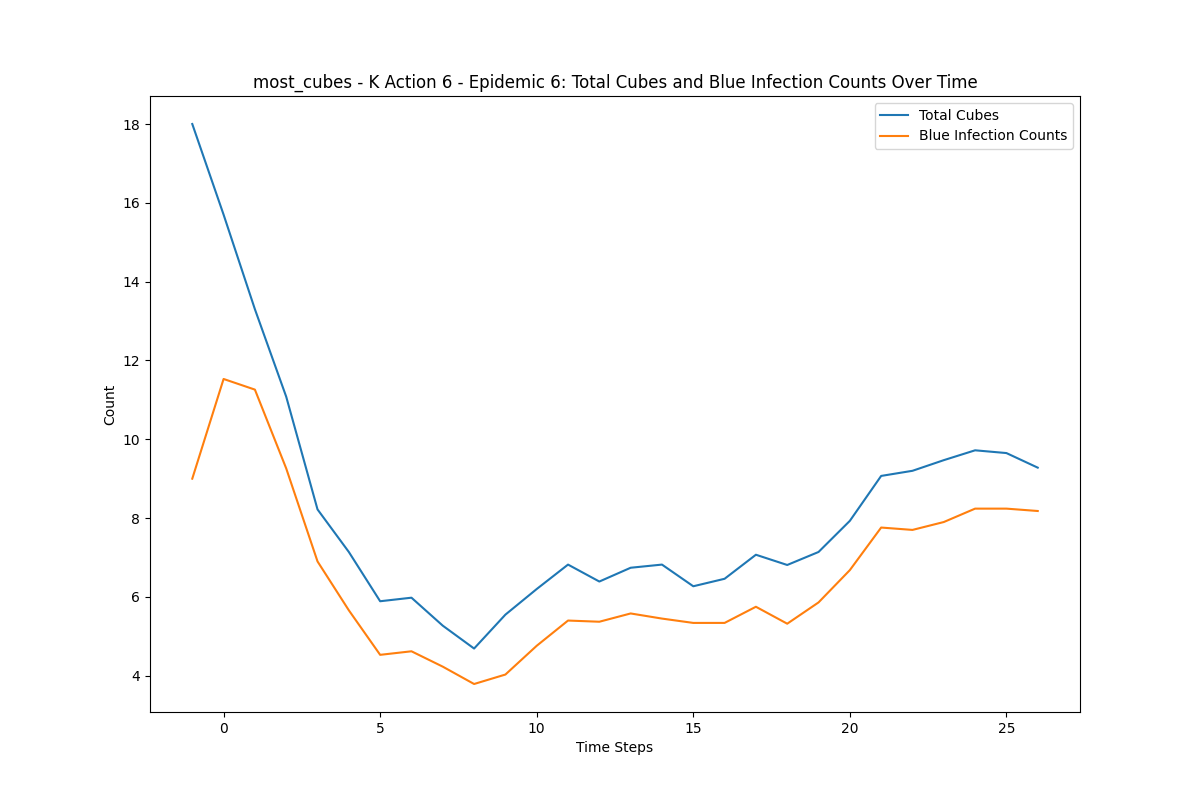 most_cubes - K Action 6 - Epidemic 6: Total Cubes and Blue Infection Counts Over Time
Total Cubes
Blue Infection Counts
18
16
14
12
10
8
6
4
Count
0
5
10
15
20
25
Time Steps